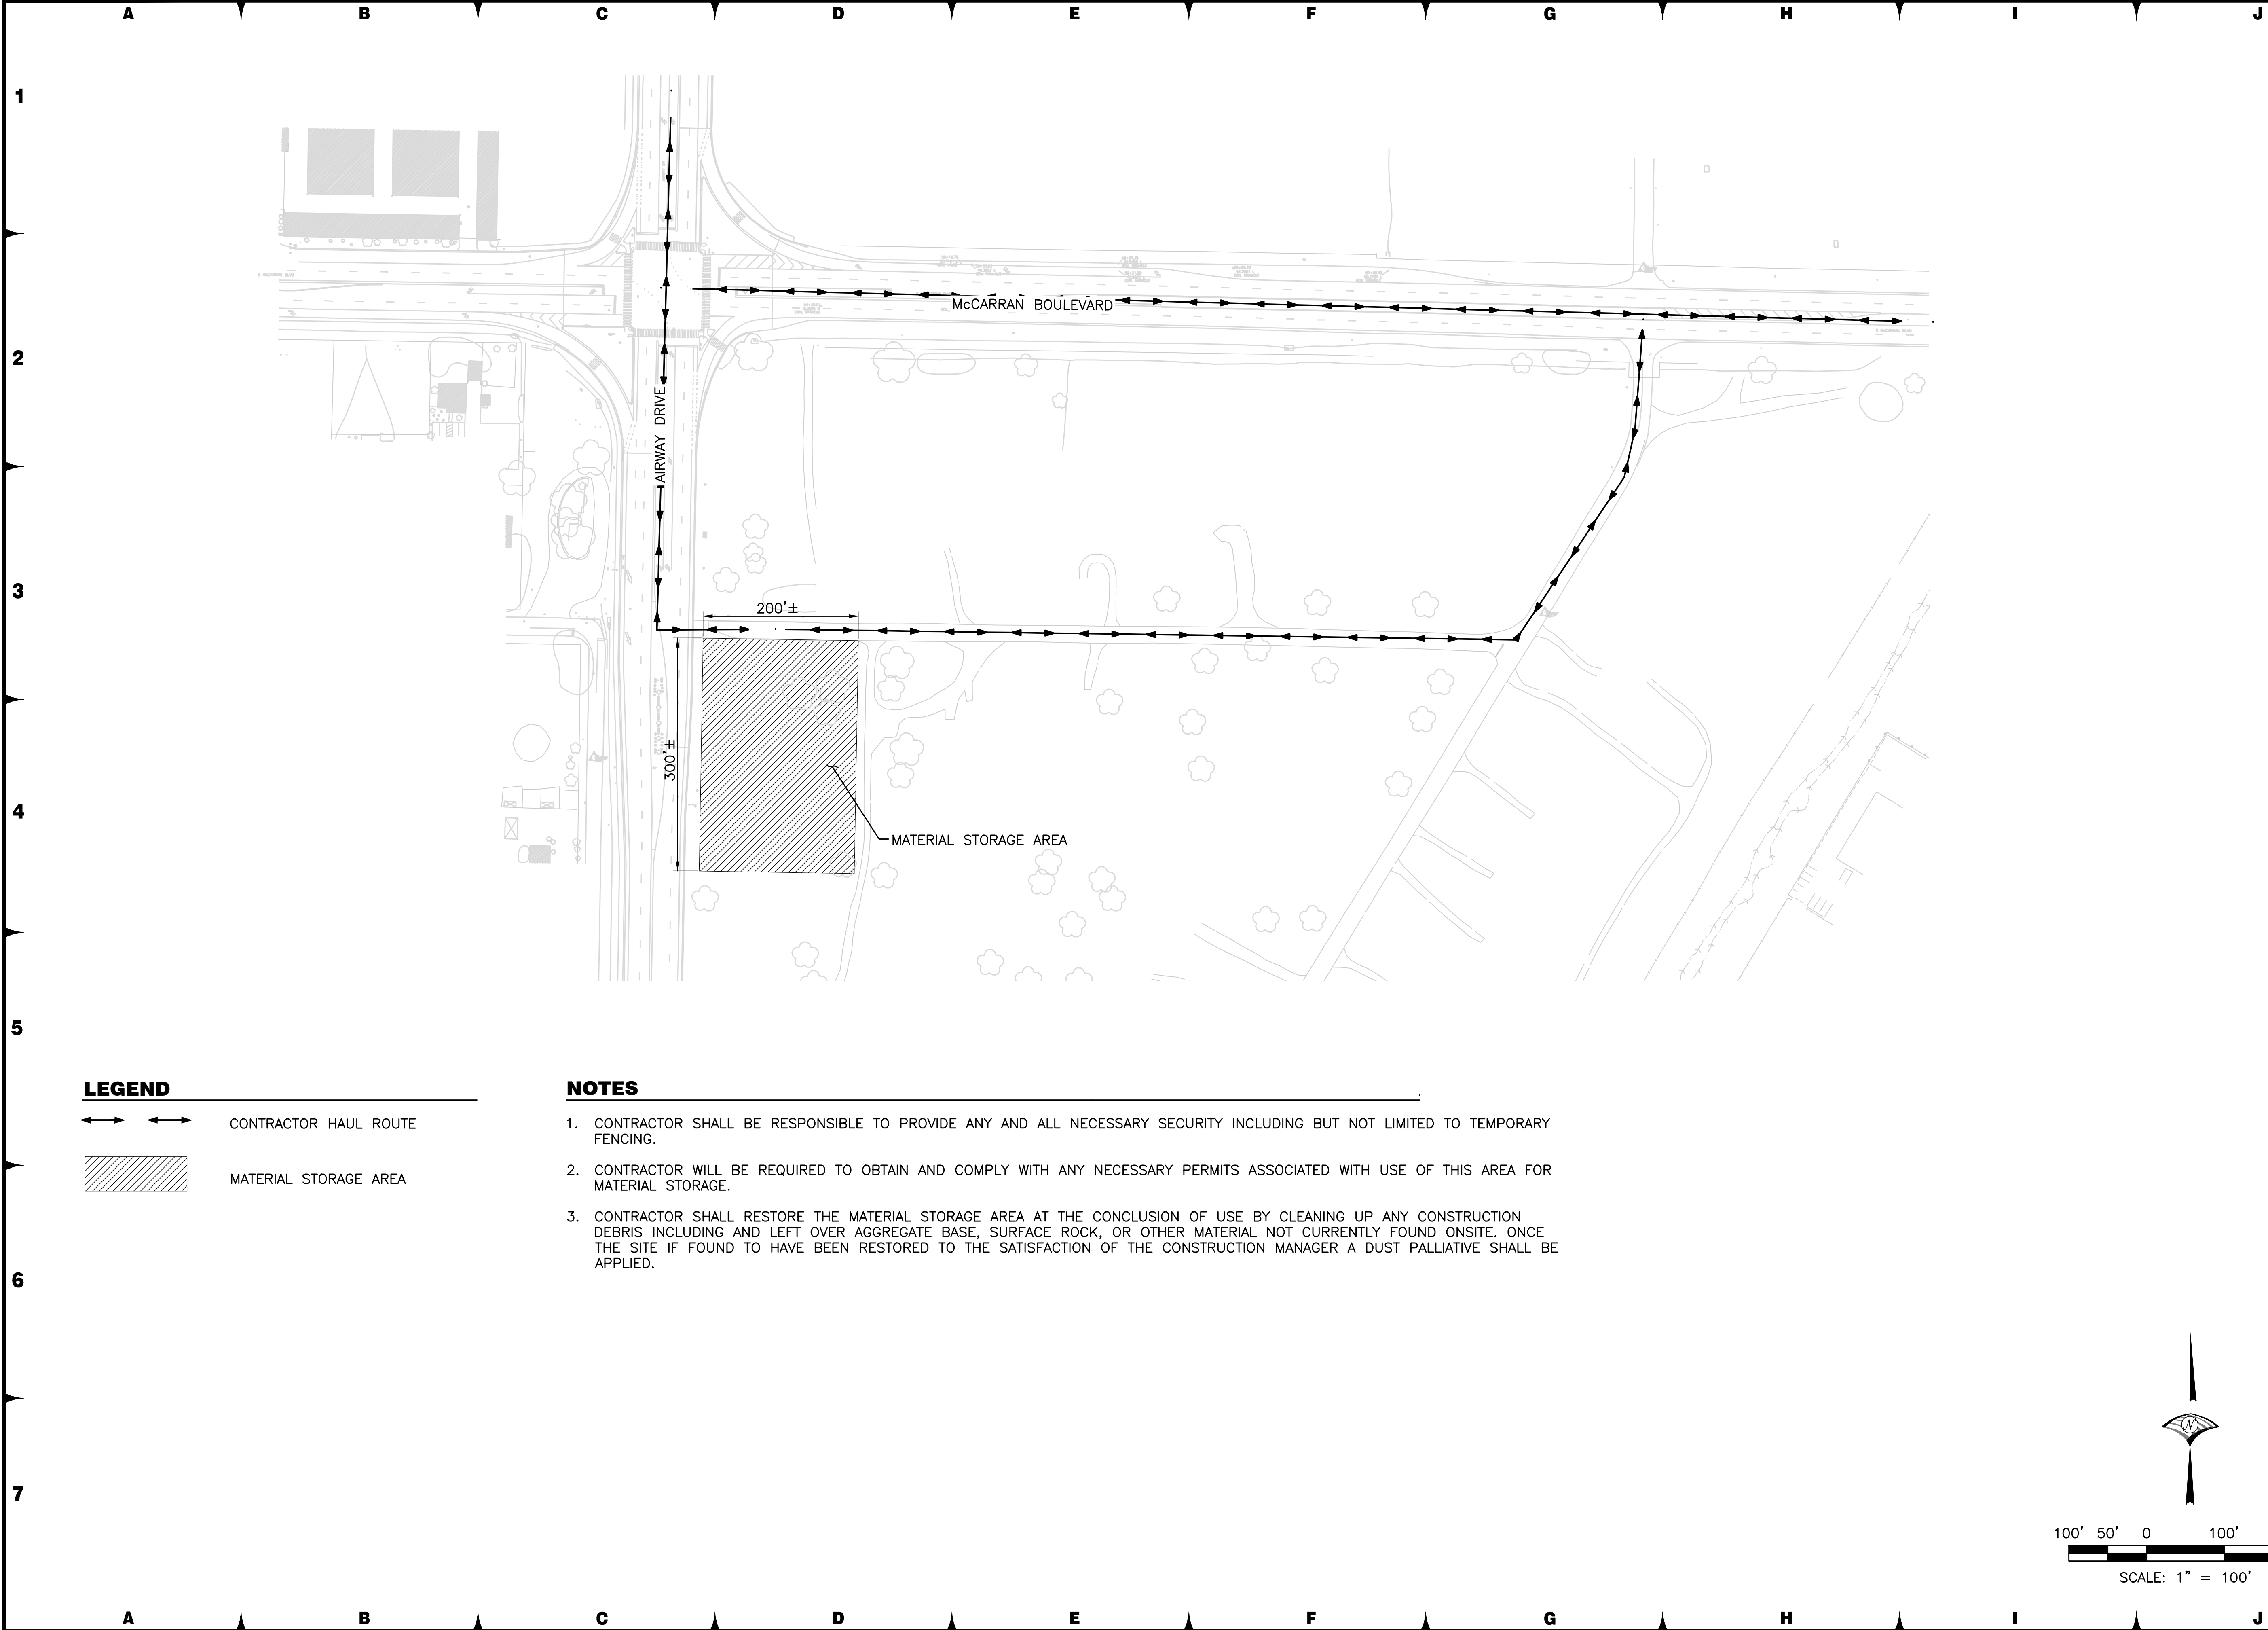 A B C D E F G H I J
1
2
3
4
5
6
7
McCARRAN BOULEVARD
AIRWAY DRIVE
200'±
300'±
MATERIAL STORAGE AREA
LEGEND
CONTRACTOR HAUL ROUTE
MATERIAL STORAGE AREA
NOTES
1. CONTRACTOR SHALL BE RESPONSIBLE TO PROVIDE ANY AND ALL NECESSARY SECURITY INCLUDING BUT NOT LIMITED TO TEMPORARY
FENCING.
2. CONTRACTOR WILL BE REQUIRED TO OBTAIN AND COMPLY WITH ANY NECESSARY PERMITS ASSOCIATED WITH USE OF THIS AREA FOR
MATERIAL STORAGE.
3. CONTRACTOR SHALL RESTORE THE MATERIAL STORAGE AREA AT THE CONCLUSION OF USE BY CLEANING UP ANY CONSTRUCTION
DEBRIS INCLUDING AND LEFT OVER AGGREGATE BASE, SURFACE ROCK, OR OTHER MATERIAL NOT CURRENTLY FOUND ONSITE. ONCE
THE SITE IF FOUND TO HAVE BEEN RESTORED TO THE SATISFACTION OF THE CONSTRUCTION MANAGER A DUST PALLIATIVE SHALL BE
APPLIED.
N
100' 50' 0 100'
SCALE: 1" = 100'
A B C D E F G H I J